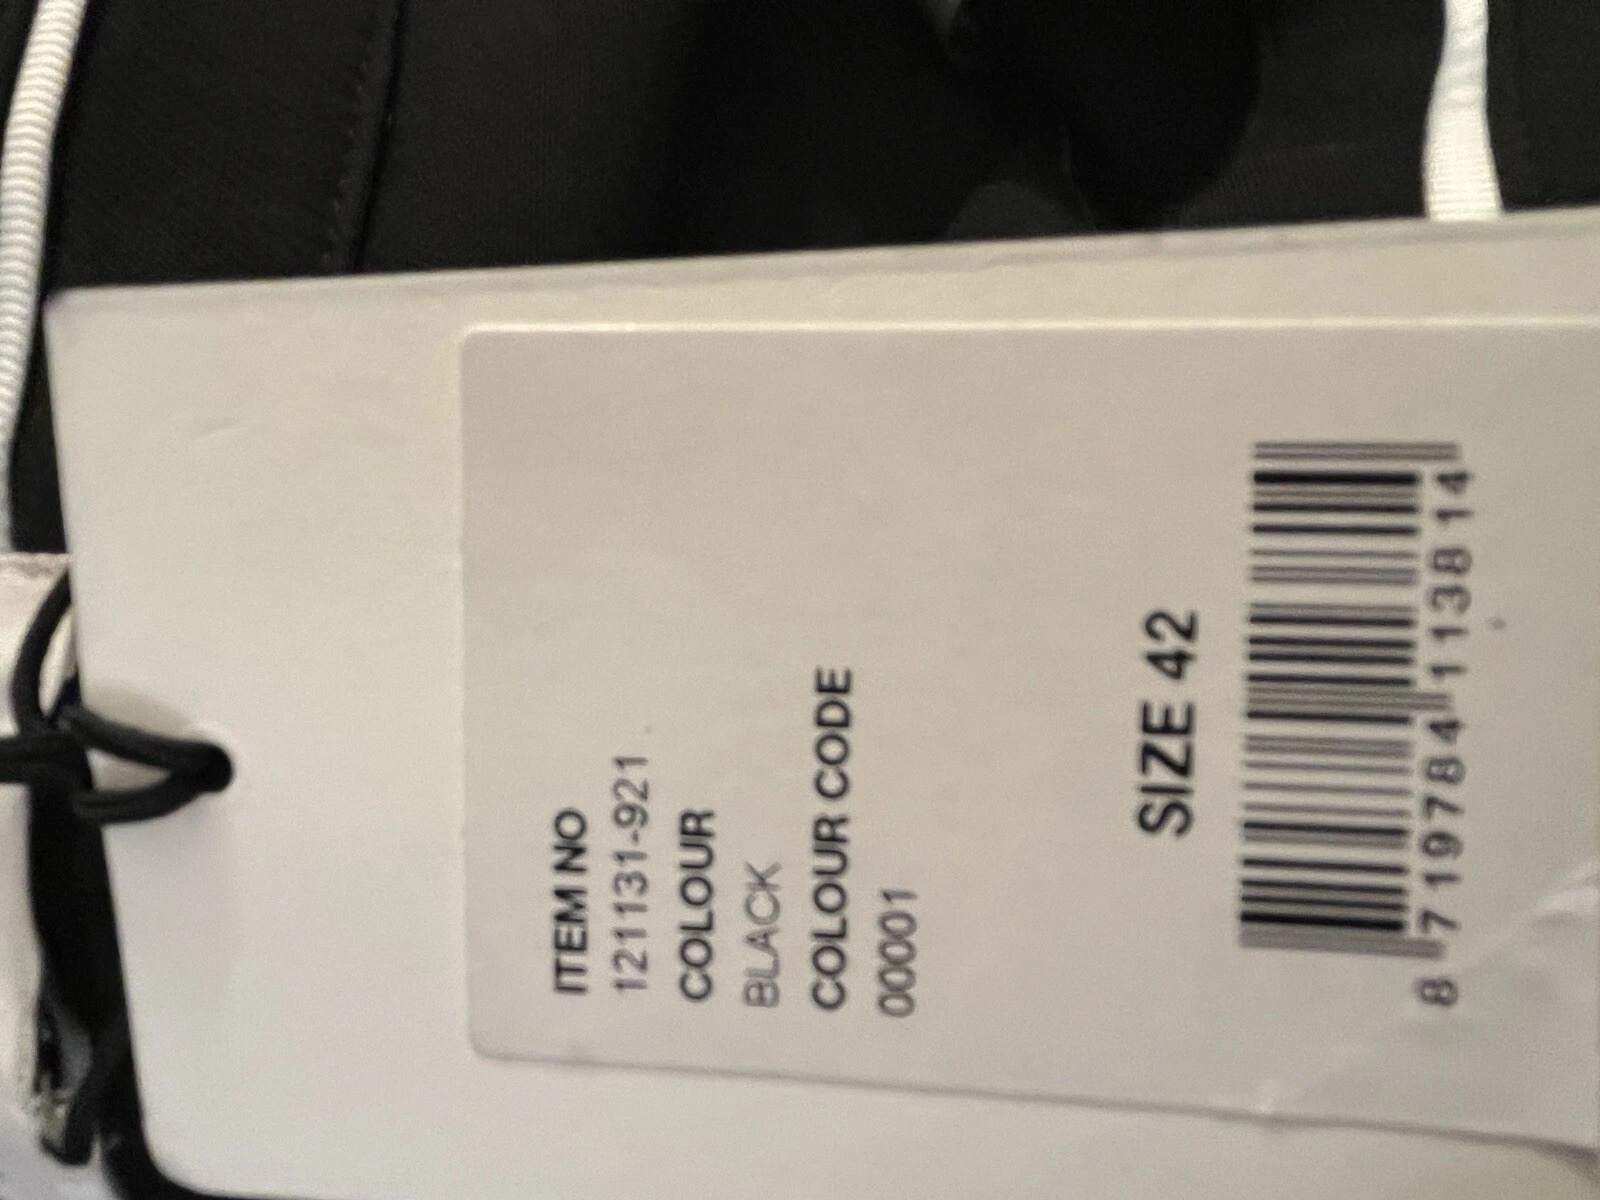 ITEM NO
121131-921
COLOUR
BLACK
COLOUR CODE
00001
SIZE 42
8 719784 113814